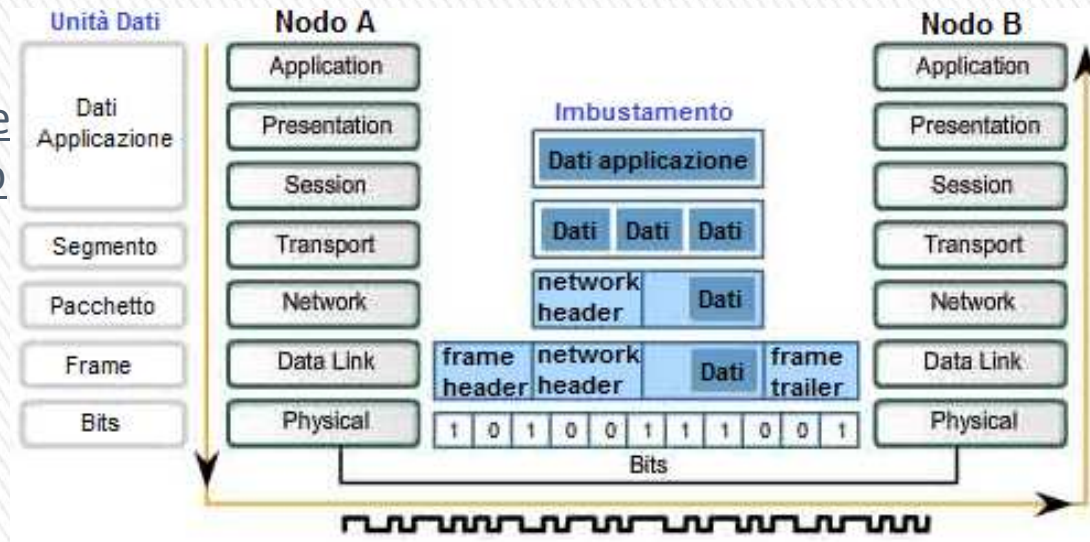 Unità Dati
Nodo A
Nodo B
Dati
Applicazione
Segmento
Pacchetto
Frame
Bits
Application
Presentation
Session
Transport
Network
Data Link
Physical
Imbustamento
Dati applicazione
Dati Dati Dati
network
header
Dati
frame
header
network
header
Dati
frame
trailer
1 0 1 0 0 1 1 1 0 0 1
Bits
Application
Presentation
Session
Transport
Network
Data Link
Physical